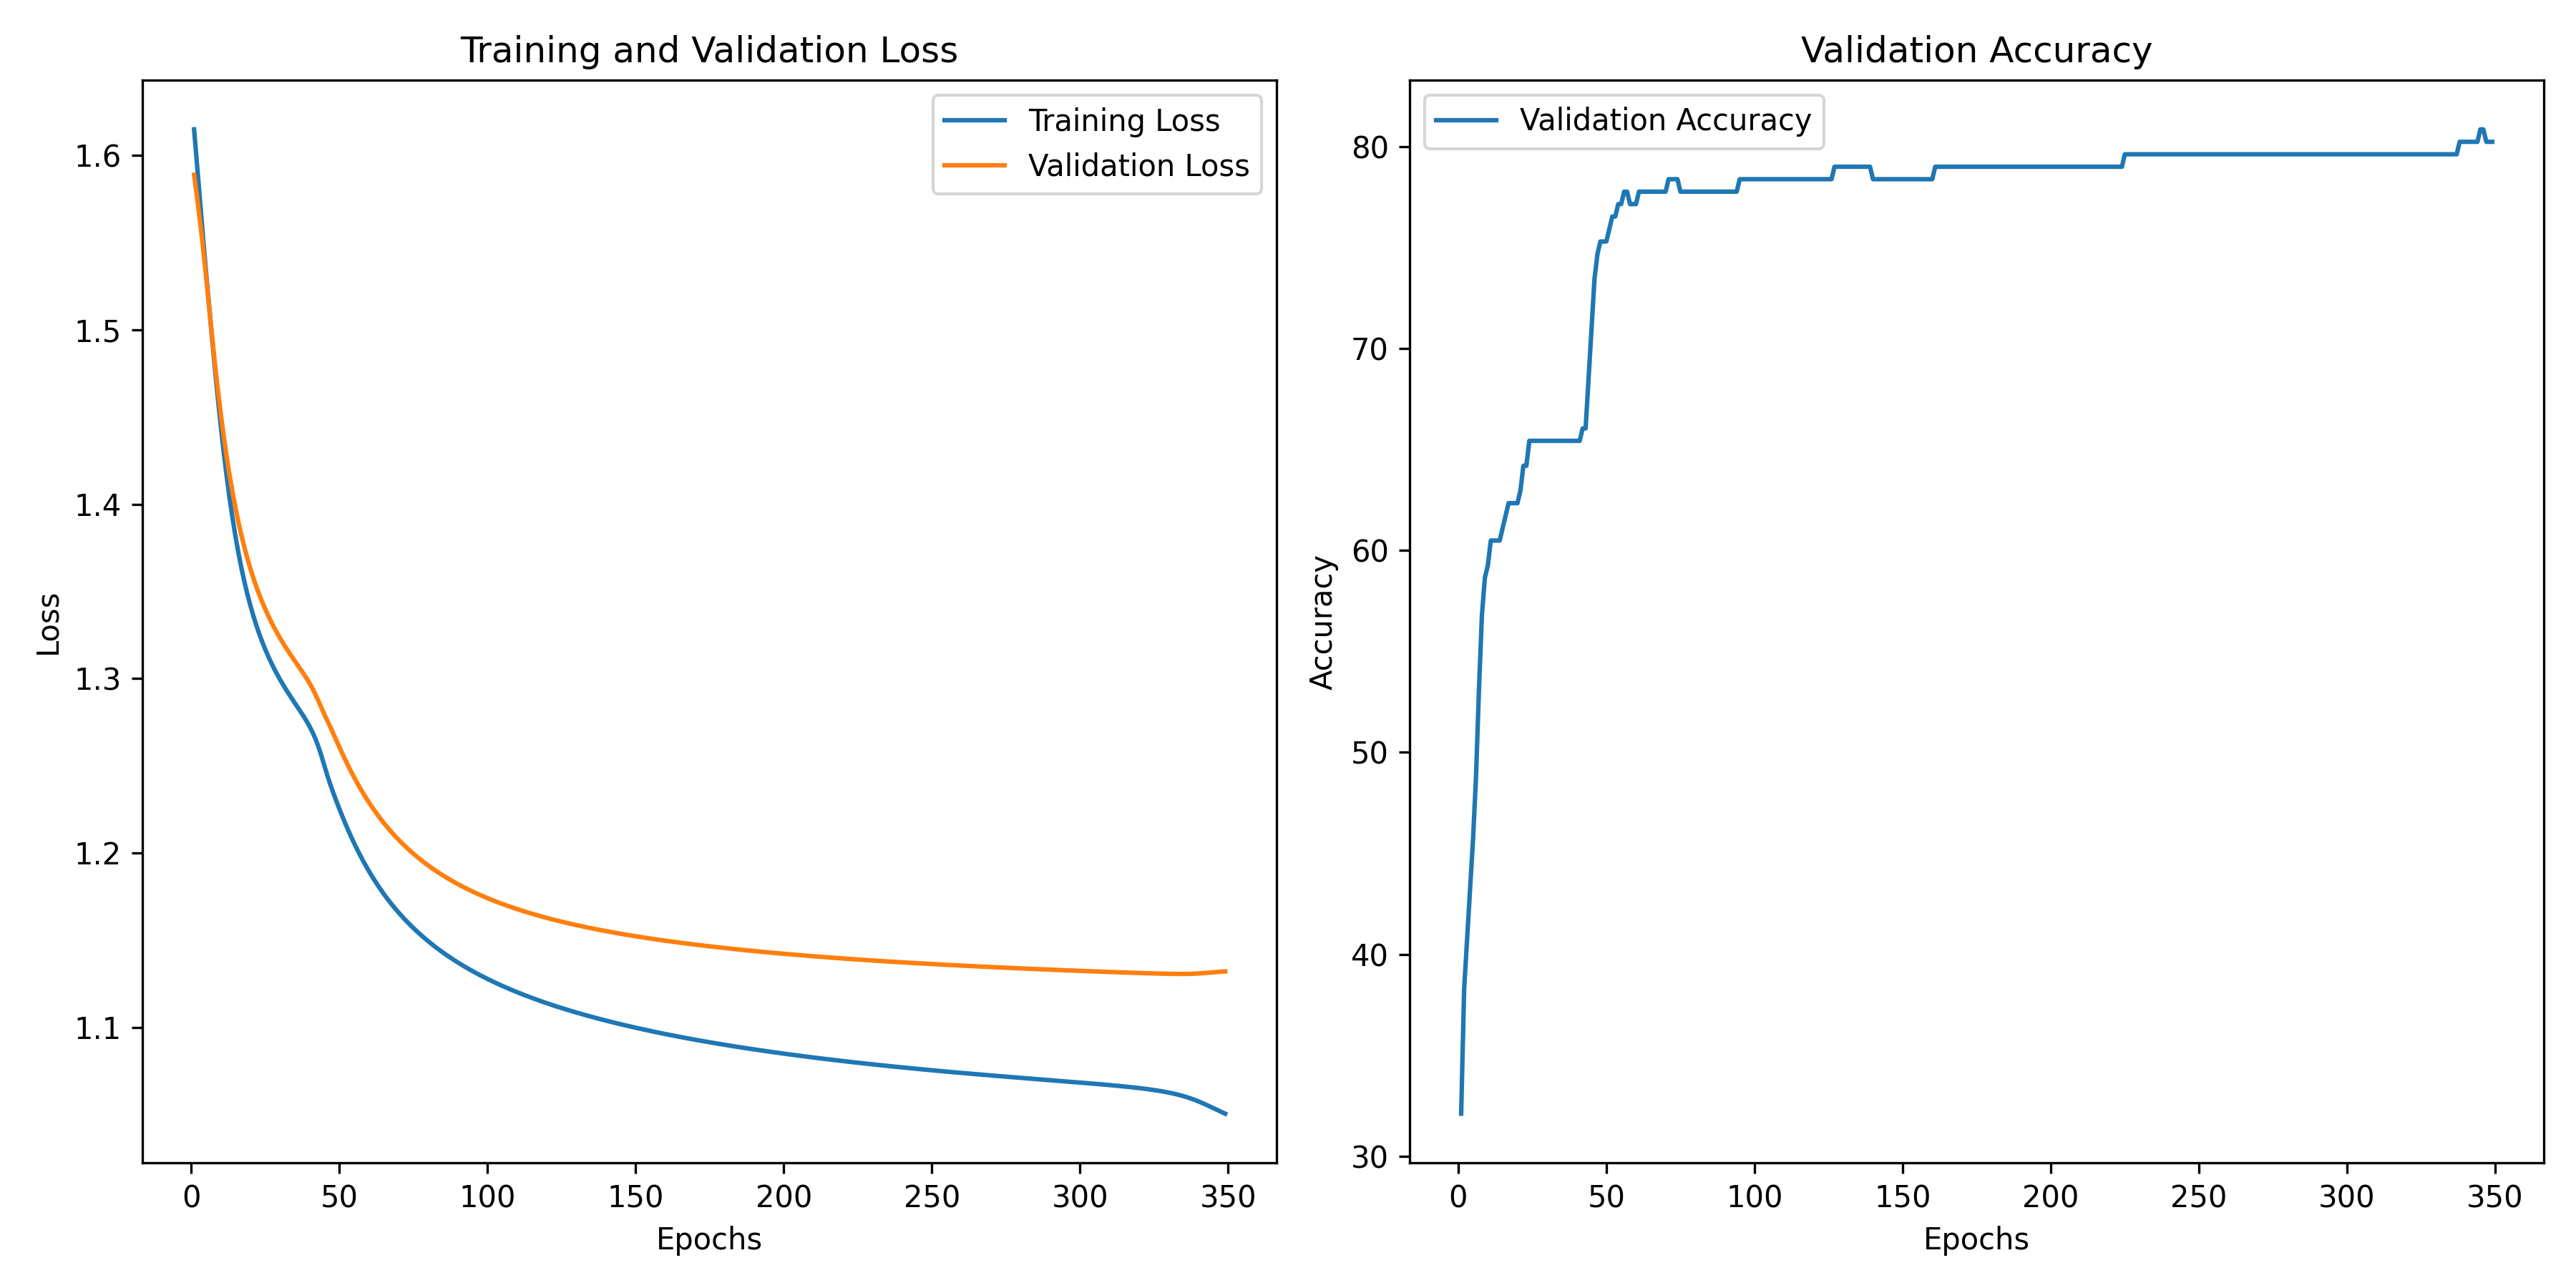 Training and Validation Loss
Training Loss
Validation Loss
1.6
1.5
1.4
1.3
1.2
1.1
Loss
0 50 100 150 200 250 300 350
Epochs
Validation Accuracy
Validation Accuracy
80
70
60
50
40
30
Accuracy
0 50 100 150 200 250 300 350
Epochs